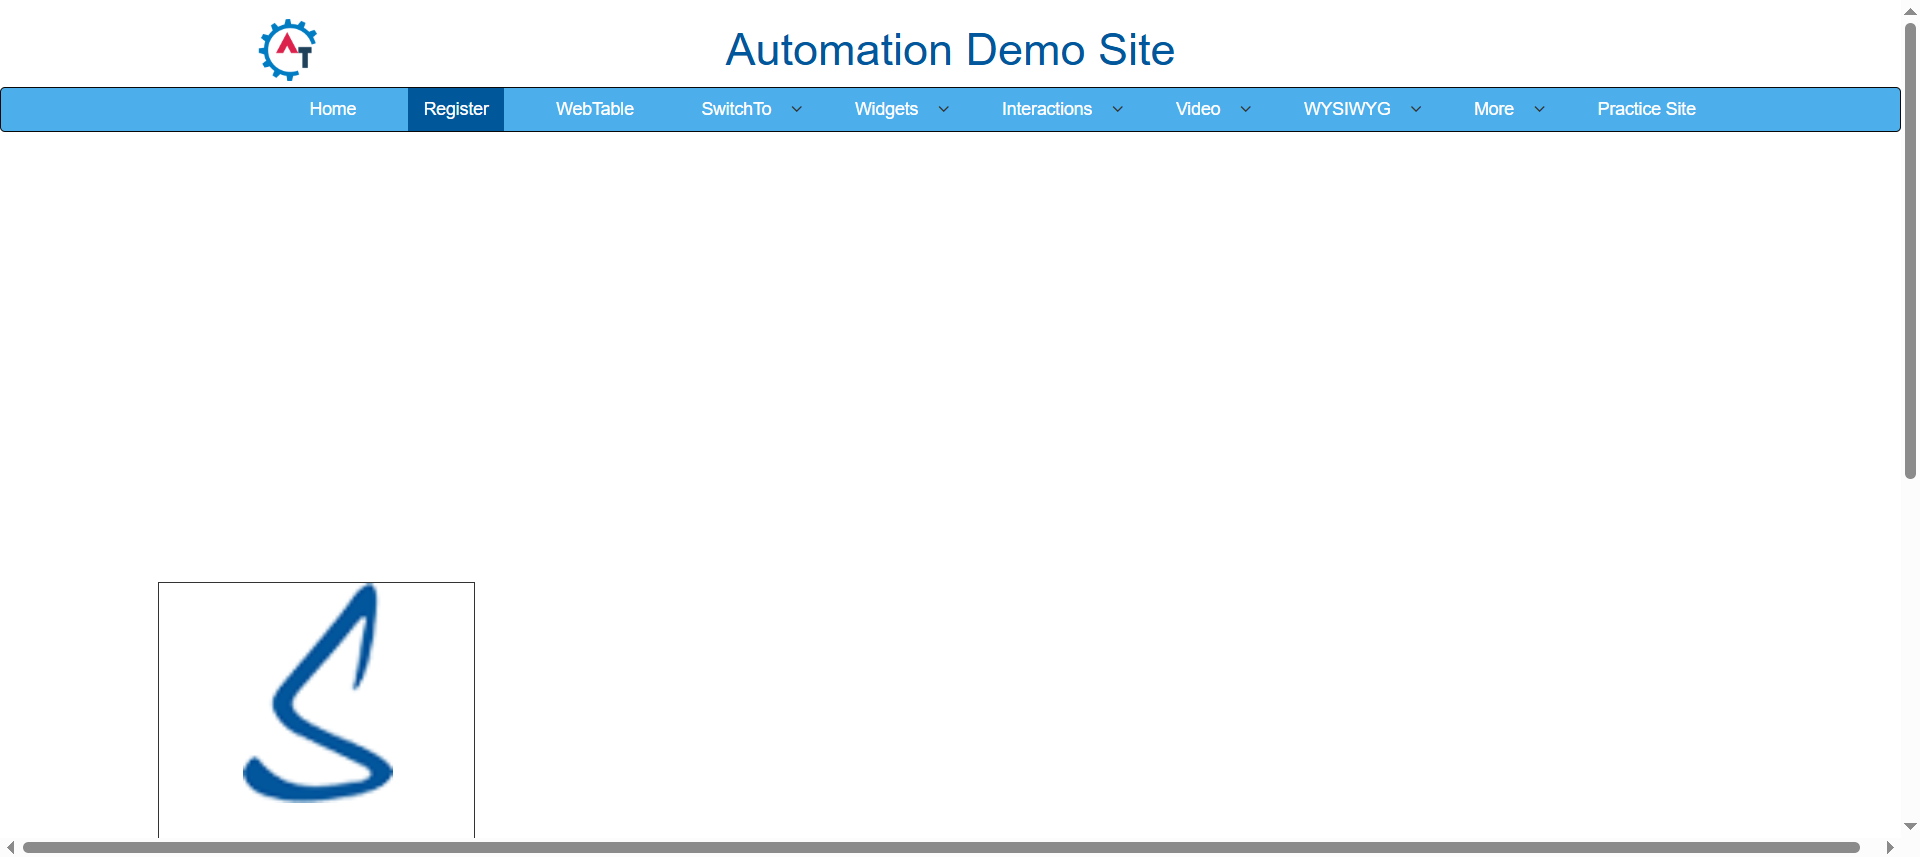 AT
Automation Demo Site
Home Register WebTable SwitchTo Widgets Interactions Video WYSIWYG More Practice Site